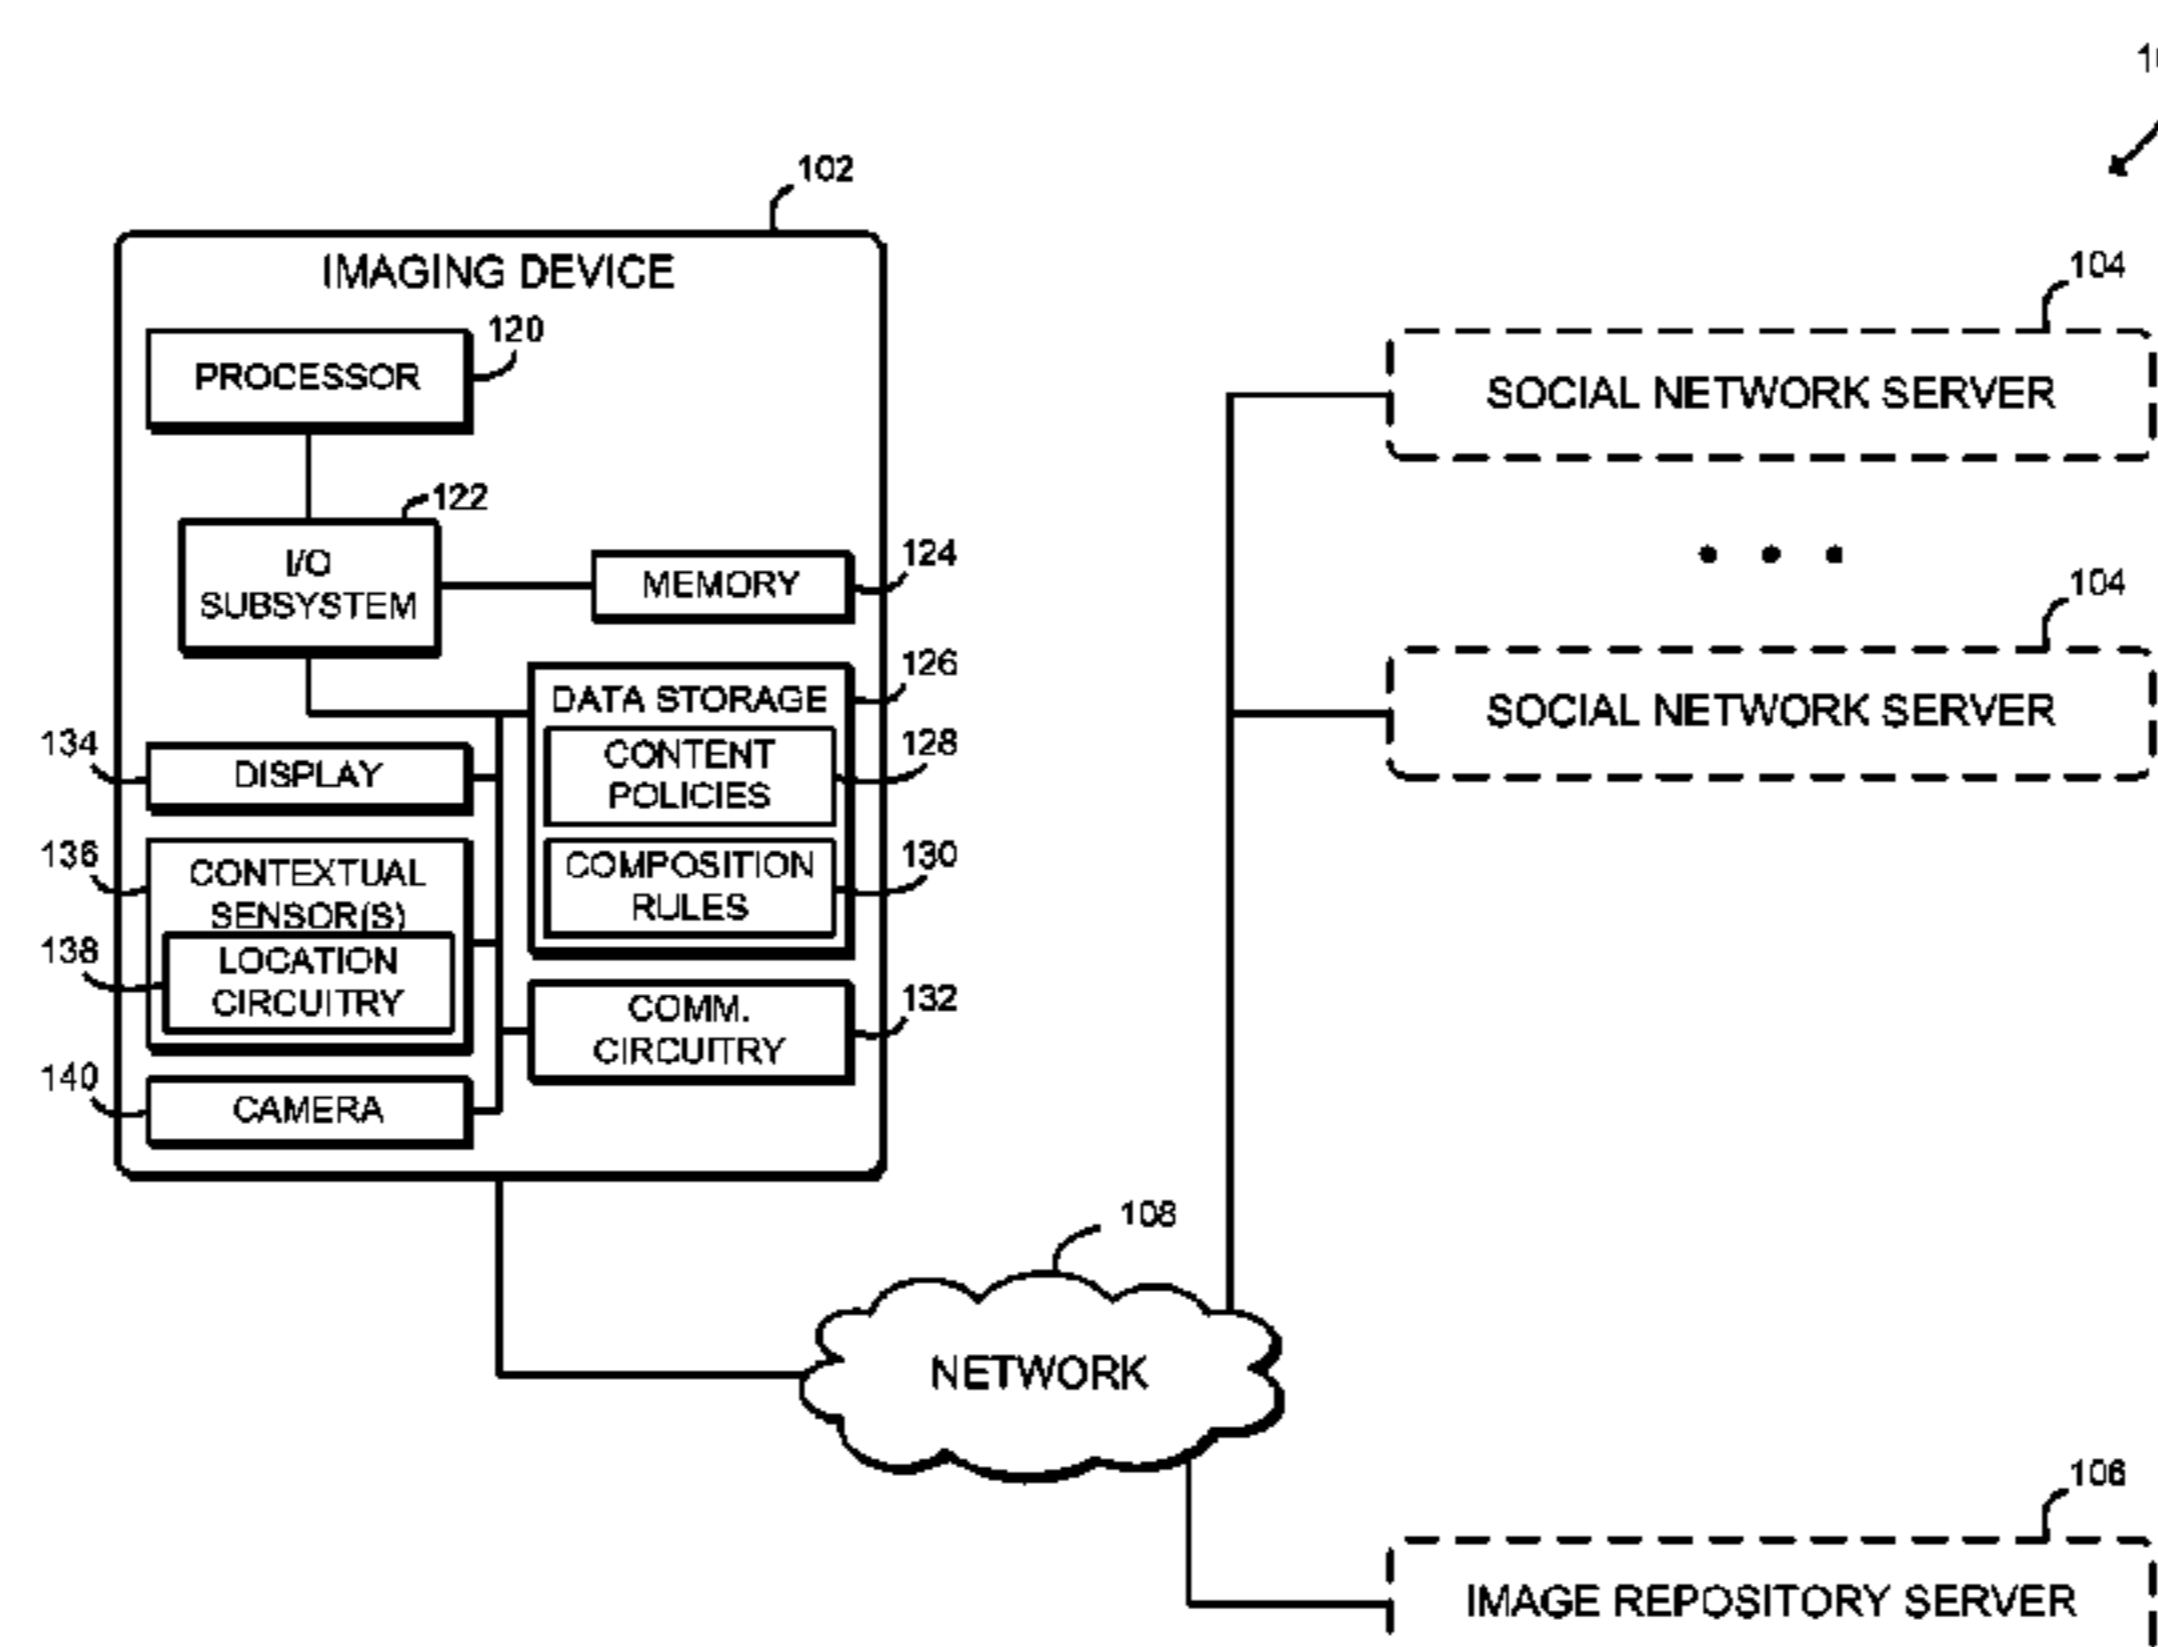 102
IMAGING DEVICE
120
PROCESSOR
122
I/O
SUBSYSTEM
124
MEMORY
126
DATA STORAGE
128
CONTENT
POLICIES
130
COMPOSITION
RULES
132
COMM.
CIRCUITRY
134
DISPLAY
136
CONTEXTUAL
SENSOR(S)
138
LOCATION
CIRCUITRY
140
CAMERA
104
SOCIAL NETWORK SERVER
104
SOCIAL NETWORK SERVER
108
NETWORK
106
IMAGE REPOSITORY SERVER